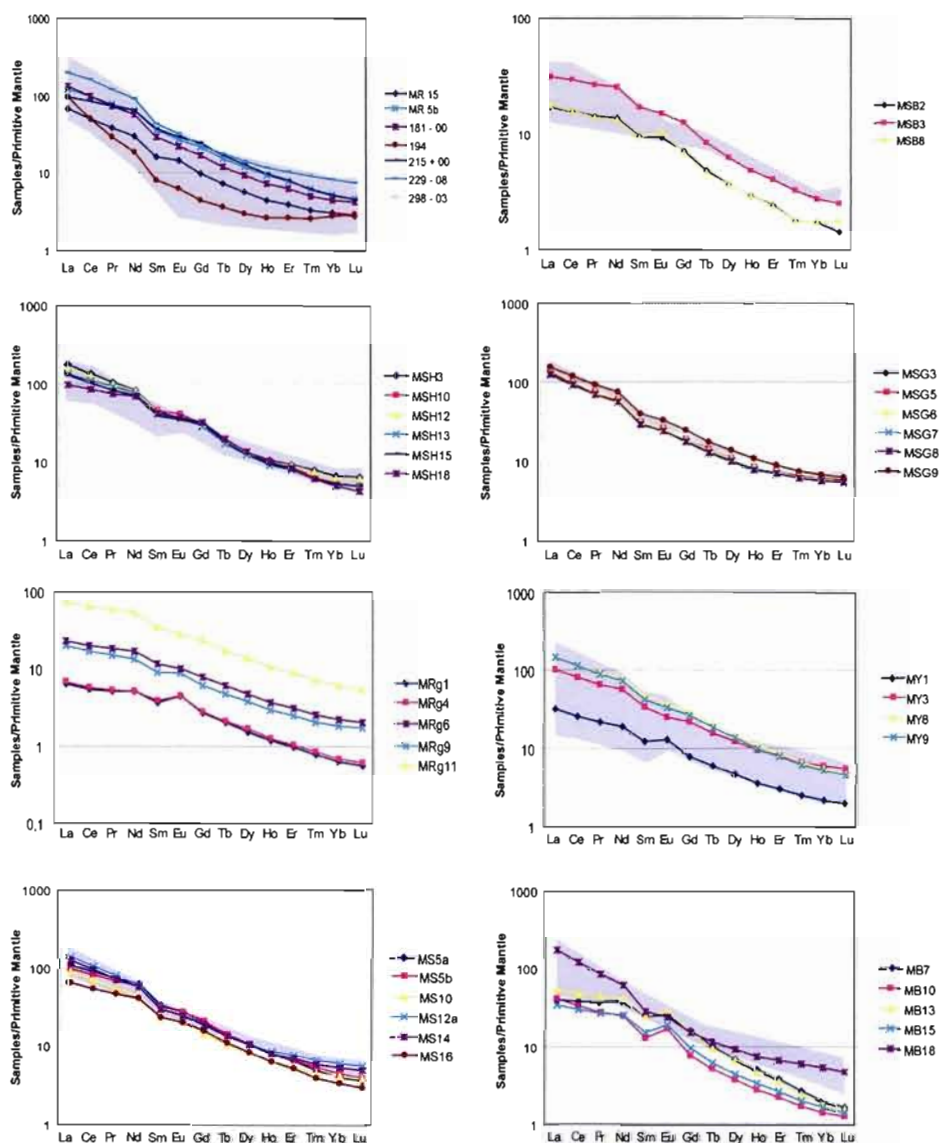 Samples/Primitive Mantle
1000
100
10
1
La Ce Pr Nd Sm Eu Gd Tb Dy Ho Er Tm Yb Lu
MR 15
MR 5b
181 - 00
194
215 + 00
229 - 08
298 - 03
Samples/Primitive Mantle
100
10
1
La Ce Pr Nd Sm Eu Gd Tb Dy Ho Er Tm Yb Lu
MSB2
MSB3
MSB8
Samples/Primitive Mantle
1000
100
10
1
La Ce Pr Nd Sm Eu Gd Tb Dy Ho Er Tm Yb Lu
MSH3
MSH10
MSH12
MSH13
MSH15
MSH18
Samples/Primitive Mantle
1000
100
10
1
La Ce Pr Nd Sm Eu Gd Tb Dy Ho Er Tm Yb Lu
MSG3
MSG5
MSG6
MSG7
MSG8
MSG9
Samples/Primitive Mantle
100
10
1
0,1
La Ce Pr Nd Sm Eu Gd Tb Dy Ho Er Tm Yb Lu
MRg1
MRg4
MRg6
MRg9
MRg11
Samples/Primitive Mantle
1000
100
10
1
La Ce Pr Nd Sm Eu Gd Tb Dy Ho Er Tm Yb Lu
MY1
MY3
MY8
MY9
Samples/Primitive Mantle
1000
100
10
1
La Ce Pr Nd Sm Eu Gd Tb Dy Ho Er Tm Yb Lu
MS5a
MS5b
MS10
MS12a
MS14
MS16
Samples/Primitive Mantle
1000
100
10
1
La Ce Pr Nd Sm Eu Gd Tb Dy Ho Er Tm Yb Lu
MB7
MB10
MB13
MB15
MB18